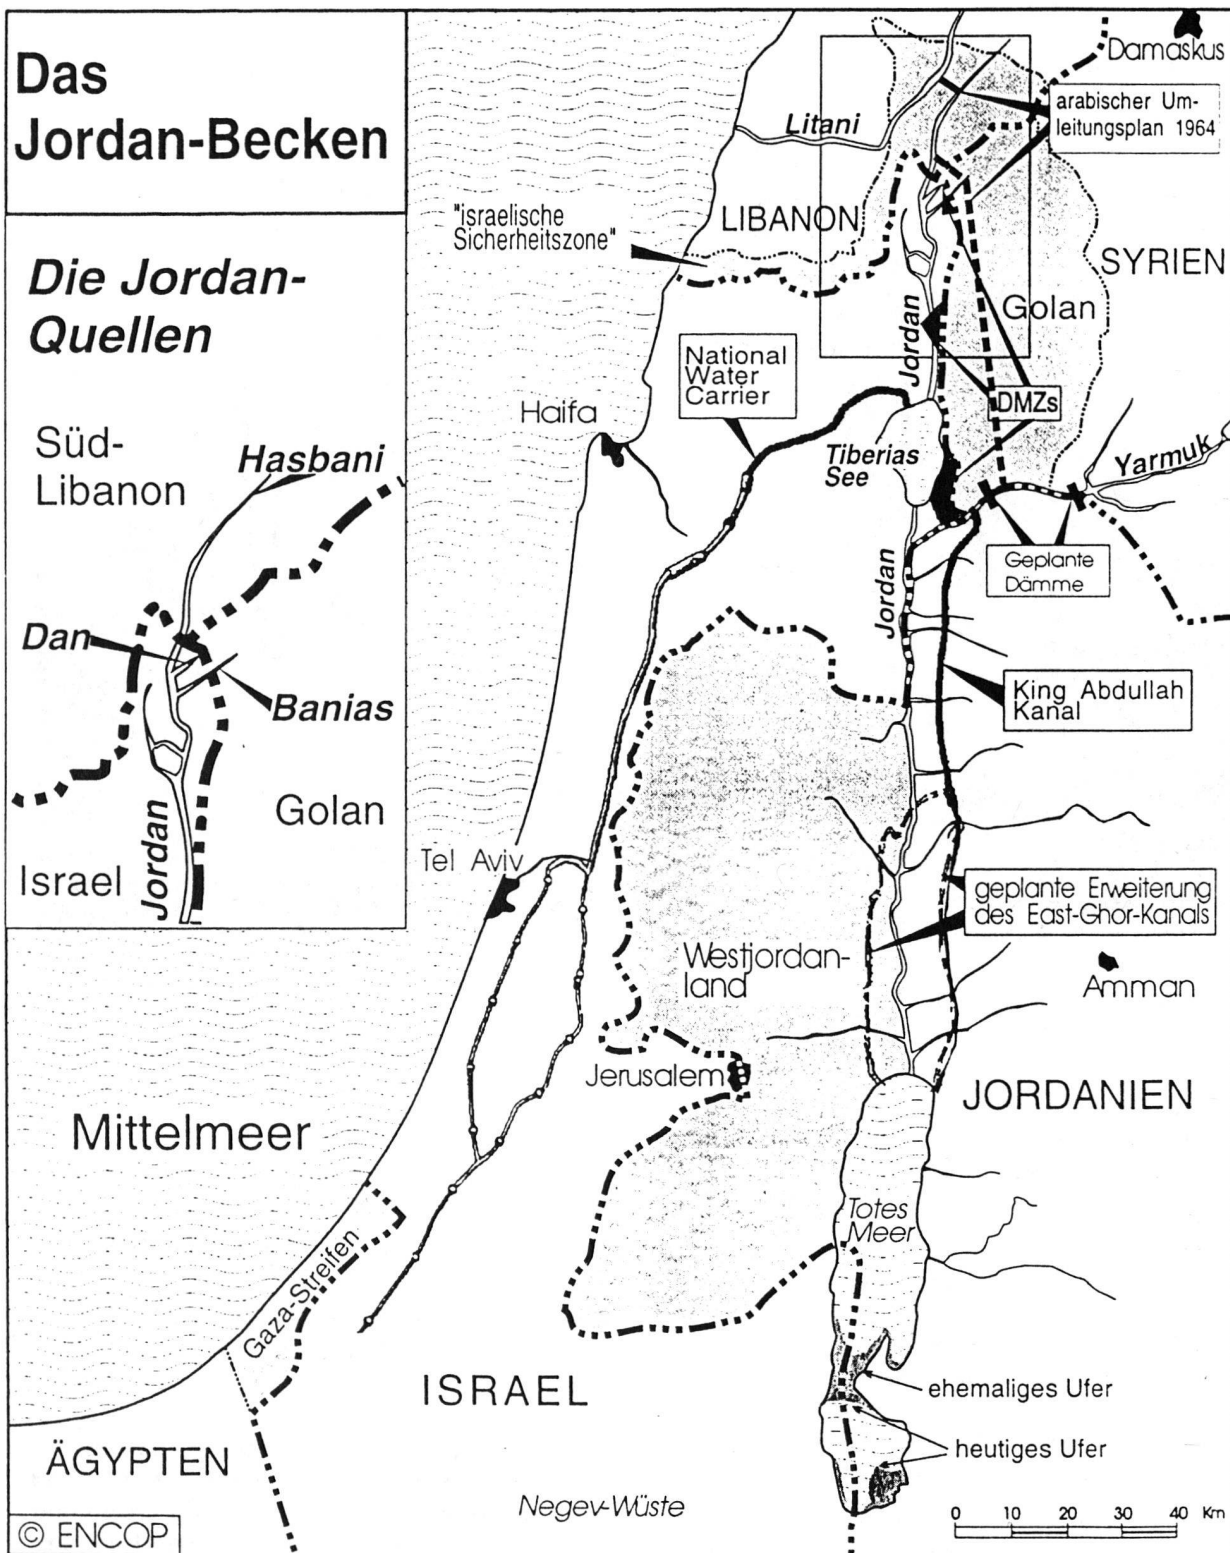 Das
Jordan-Becken
Die Jordan-
Quellen
Süd-
Libanon
Hasbani
Dan
Banias
Golan
Israel
Jordan
Damaskus
arabischer Um-
leitungsplan 1964
Litani
LIBANON
"israelische
Sicherheitszone"
SYRIEN
Golan
Jordan
National
Water
Carrier
DMZs
Haifa
Tiberias
See
Yarmuk
Geplante
Dämme
Jordan
King Abdullah
Kanal
Tel Aviv
geplante Erweiterung
des East-Ghor-Kanals
Westjordan-
land
Amman
Jerusalem
JORDANIEN
Mittelmeer
Totes
Meer
Gaza-Streifen
ISRAEL
ehemaliges Ufer
heutiges Ufer
ÄGYPTEN
Negev-Wüste
0 10 20 30 40 Km
© ENCOP